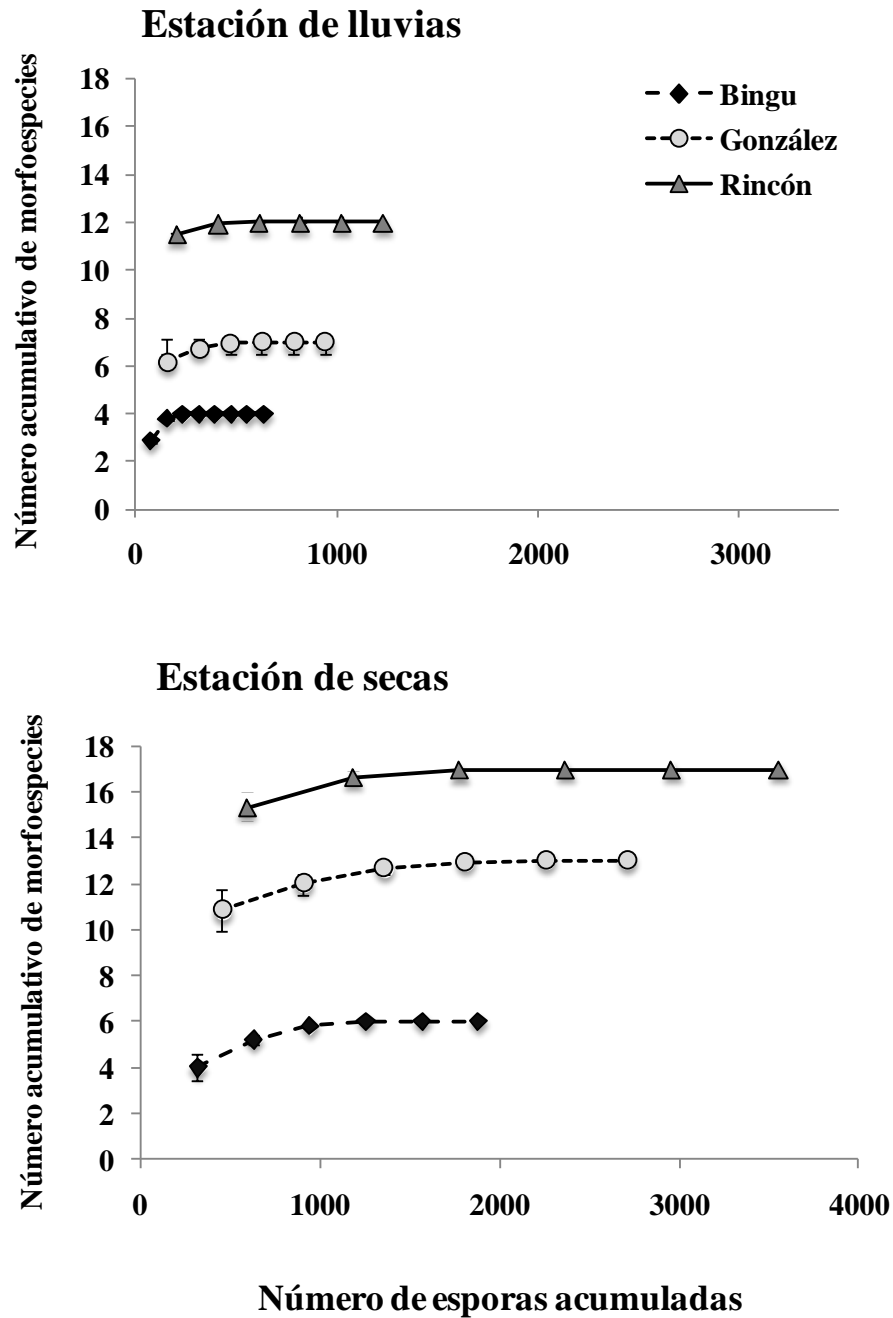 Estación de lluvias
Número acumulativo de morfoespecies
18
16
14
12
10
8
6
4
2
0
0 1000 2000 3000
Bingu
González
Rincón
Estación de secas
Número acumulativo de morfoespecies
18
16
14
12
10
8
6
4
2
0
0 1000 2000 3000 4000
Número de esporas acumuladas